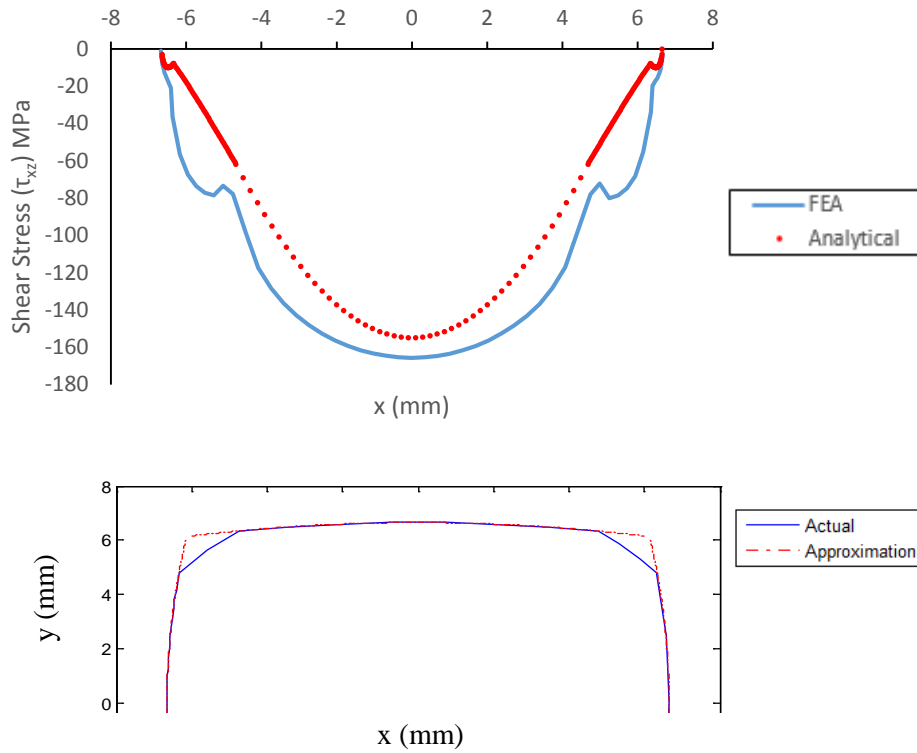 -8 -6 -4 -2 0 2 4 6 8
0
-20
-40
-60
-80
-100
-120
-140
-160
-180
Shear Stress (τxz) MPa
x (mm)
FEA
Analytical
8
6
4
2
0
y (mm)
x (mm)
Actual
Approximation